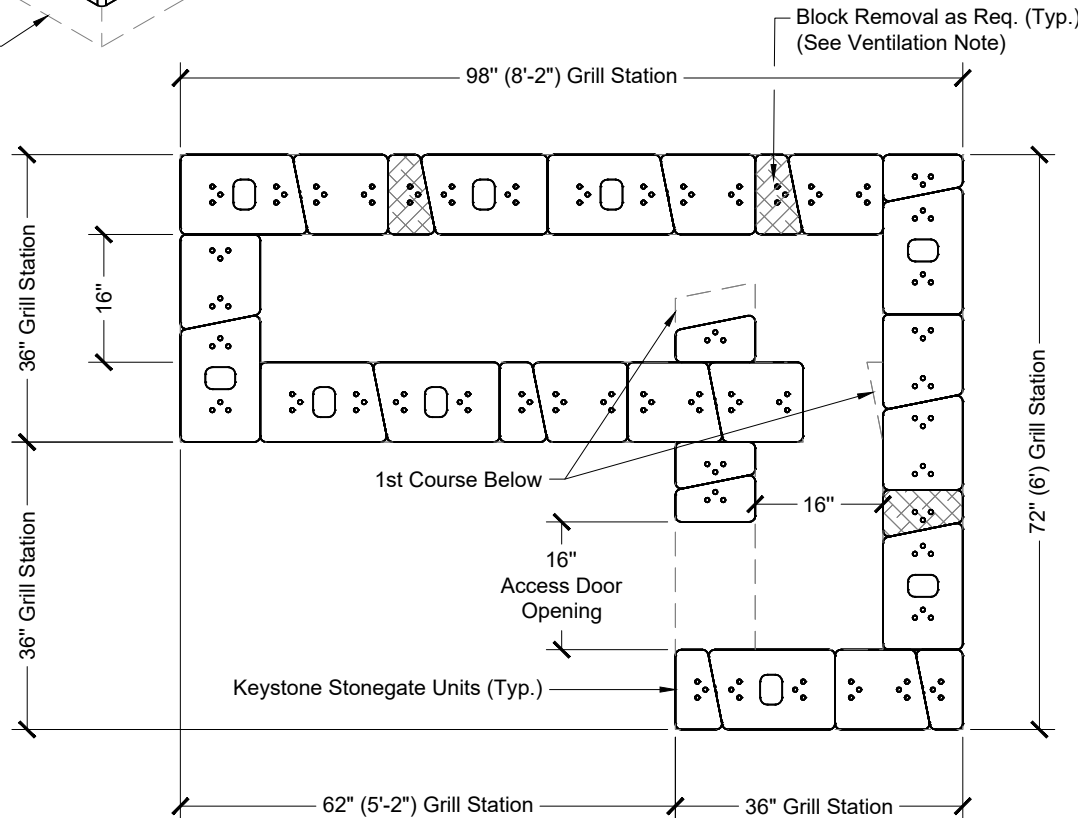 Block Removal as Req. (Typ.)
(See Ventilation Note)
98" (8'-2") Grill Station
36" Grill Station
16"
72" (6') Grill Station
1st Course Below
16"
16"
Access Door
Opening
36" Grill Station
Keystone Stonegate Units (Typ.)
62" (5'-2") Grill Station
36" Grill Station